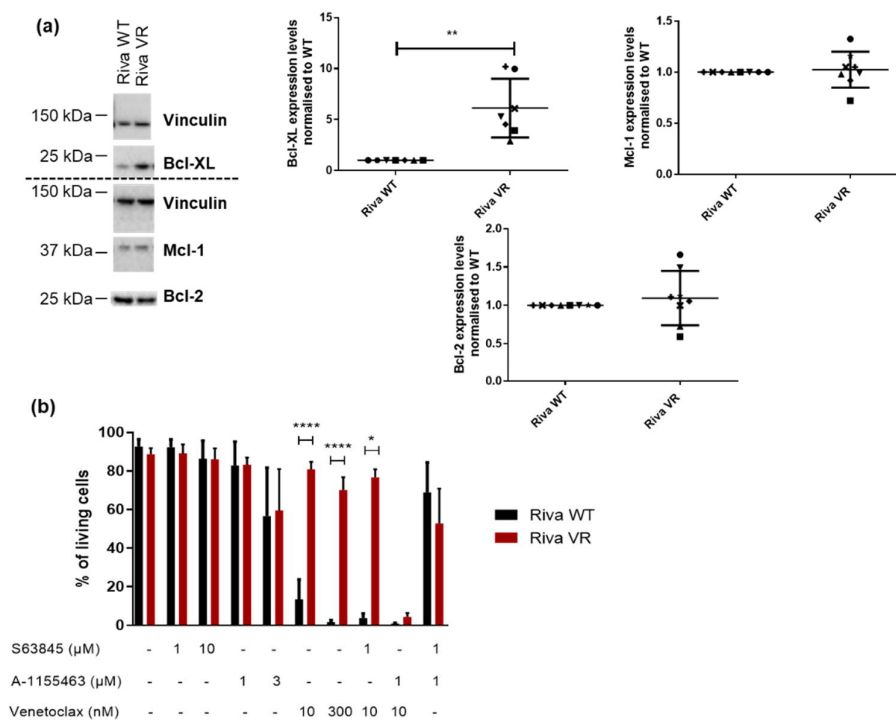 (a)
Riva WT
Riva VR
150 kDa
Vinculin
25 kDa
Bcl-XL
150 kDa
Vinculin
37 kDa
Mcl-1
25 kDa
Bcl-2
Bcl-XL expression levels
normalised to WT
15
10
5
0
**
Riva WT
Riva VR
Mcl-1 expression levels
normalised to WT
1.5
1.0
0.5
0.0
Riva WT
Riva VR
Bcl-2 expression levels
normalised to WT
2.0
1.5
1.0
0.5
0.0
Riva WT
Riva VR
(b)
% of living cells
100
80
60
40
20
0
****
****
*
Riva WT
Riva VR
S63845 (µM) - 1 10 - - - - 1 - 1
A-1155463 (µM) - - - 1 3 - - - 1 1
Venetoclax (nM) - - - - - 10 300 10 10 -